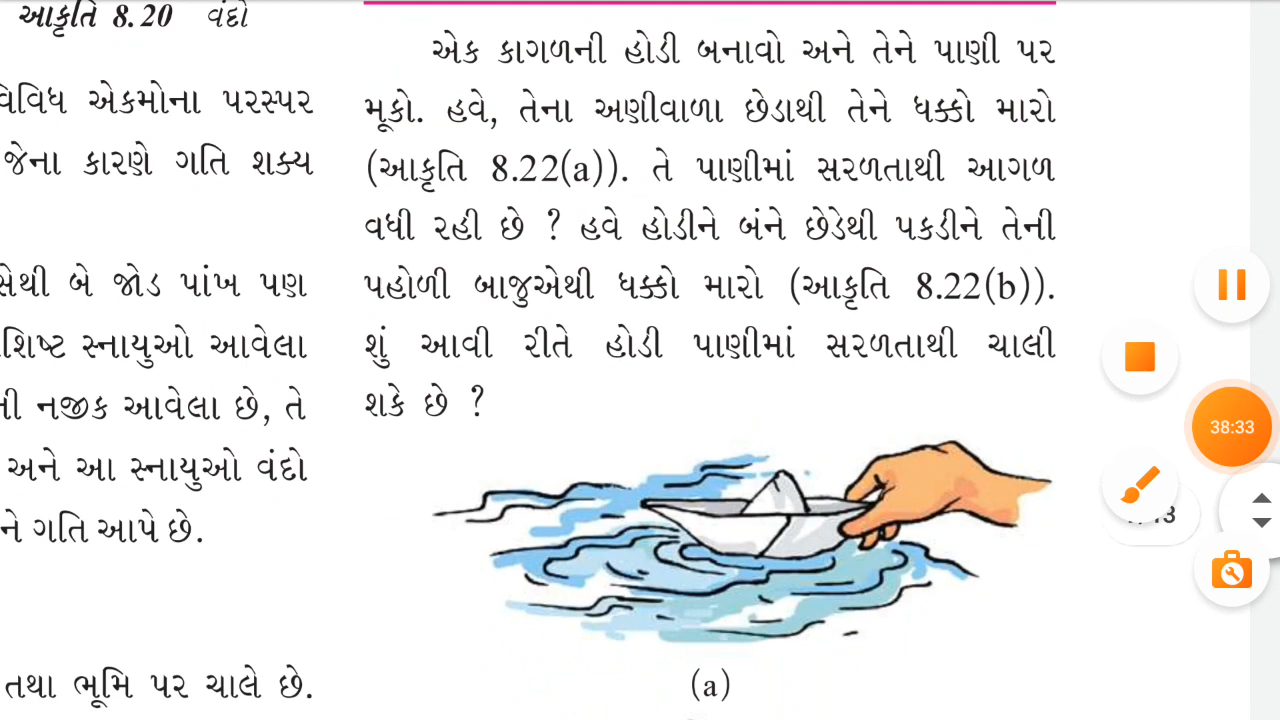 આકૃતિ 8.20 વંદો
વિવિધ એકમોના પરસ્પર
જેના કારણે ગતિ શક્ય
બે જોડ પાંખ પણ
સ્નાયુઓ આવેલા
નજીક આવેલા છે, તે
અને આ સ્નાયુઓ વંદો
ને ગતિ આપે છે.
તથા ભૂમિ પર ચાલે છે.
એક કાગળની હોડી બનાવો અને તેને પાણી પર
મૂકો. હવે, તેના અણીવાળા છેડાથી તેને ધક્કો મારો
(આકૃતિ 8.22(a)). તે પાણીમાં સરળતાથી આગળ
વધી રહી છે ? હવે હોડીને બંને છેડેથી પકડીને તેની
પહોળી બાજુએથી ધક્કો મારો (આકૃતિ 8.22(b)).
શું આવી રીતે હોડી પાણીમાં સરળતાથી ચાલી
શકે છે ?
(a)
38:33